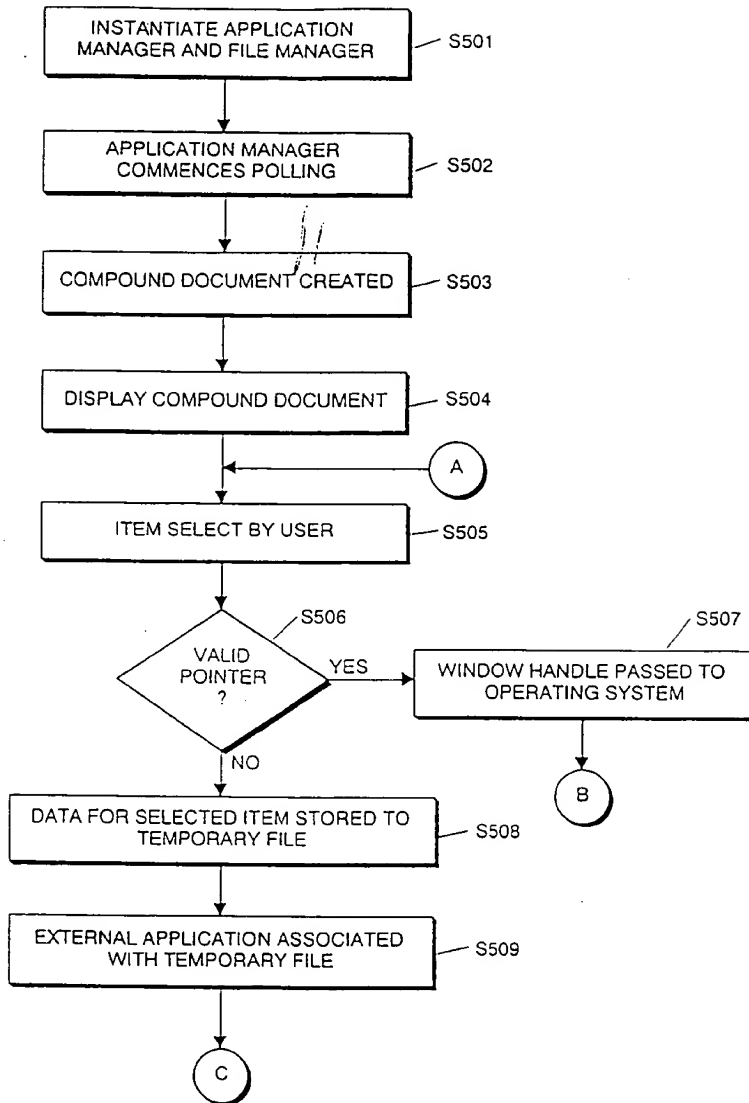 INSTANTIATE APPLICATION
MANAGER AND FILE MANAGER
S501
APPLICATION MANAGER
COMMENCES POLLING
S502
COMPOUND DOCUMENT CREATED
S503
DISPLAY COMPOUND DOCUMENT
S504
A
ITEM SELECT BY USER
S505
S506
VALID
POINTER
?
YES
S507
WINDOW HANDLE PASSED TO
OPERATING SYSTEM
NO
B
DATA FOR SELECTED ITEM STORED TO
TEMPORARY FILE
S508
EXTERNAL APPLICATION ASSOCIATED
WITH TEMPORARY FILE
S509
C